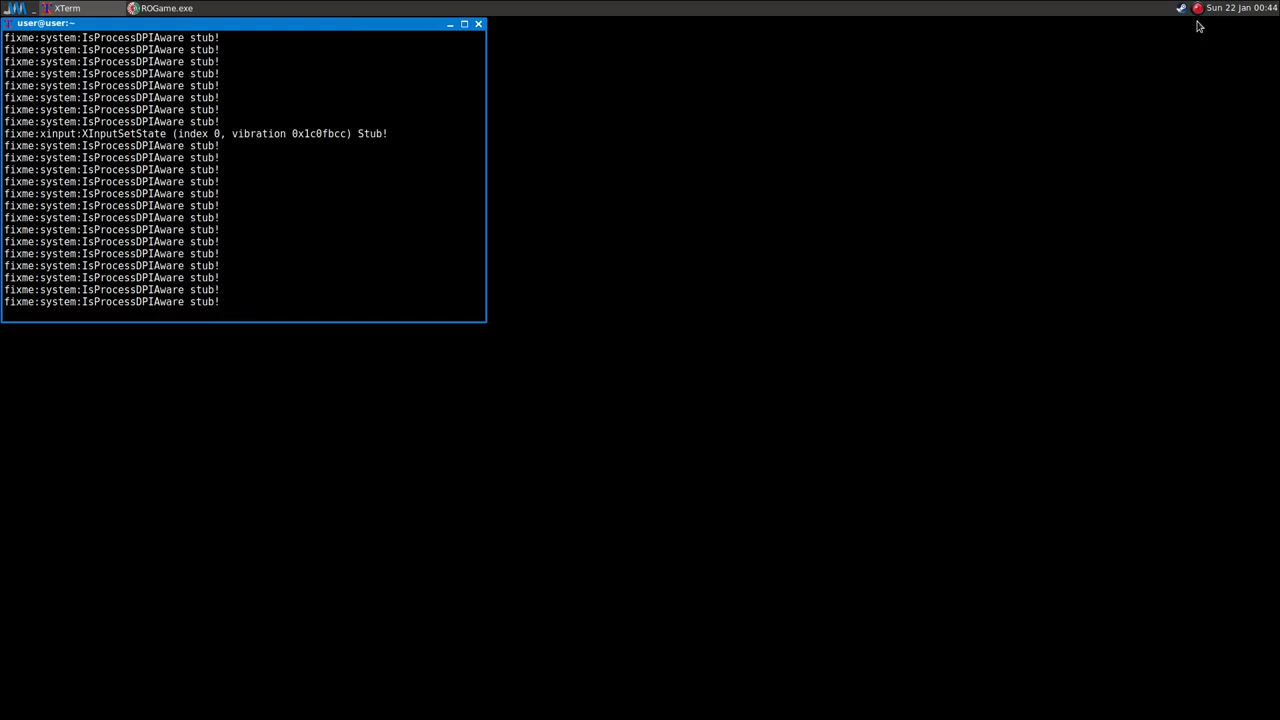 XTerm
ROGame.exe
Sun 22 Jan 00:44
user@user:~
fixme:system:IsProcessDPIAware stub!
fixme:system:IsProcessDPIAware stub!
fixme:system:IsProcessDPIAware stub!
fixme:system:IsProcessDPIAware stub!
fixme:system:IsProcessDPIAware stub!
fixme:system:IsProcessDPIAware stub!
fixme:system:IsProcessDPIAware stub!
fixme:system:IsProcessDPIAware stub!
fixme:xinput:XInputSetState (index 0, vibration 0x1c0fbcc) Stub!
fixme:system:IsProcessDPIAware stub!
fixme:system:IsProcessDPIAware stub!
fixme:system:IsProcessDPIAware stub!
fixme:system:IsProcessDPIAware stub!
fixme:system:IsProcessDPIAware stub!
fixme:system:IsProcessDPIAware stub!
fixme:system:IsProcessDPIAware stub!
fixme:system:IsProcessDPIAware stub!
fixme:system:IsProcessDPIAware stub!
fixme:system:IsProcessDPIAware stub!
fixme:system:IsProcessDPIAware stub!
fixme:system:IsProcessDPIAware stub!
fixme:system:IsProcessDPIAware stub!
fixme:system:IsProcessDPIAware stub!